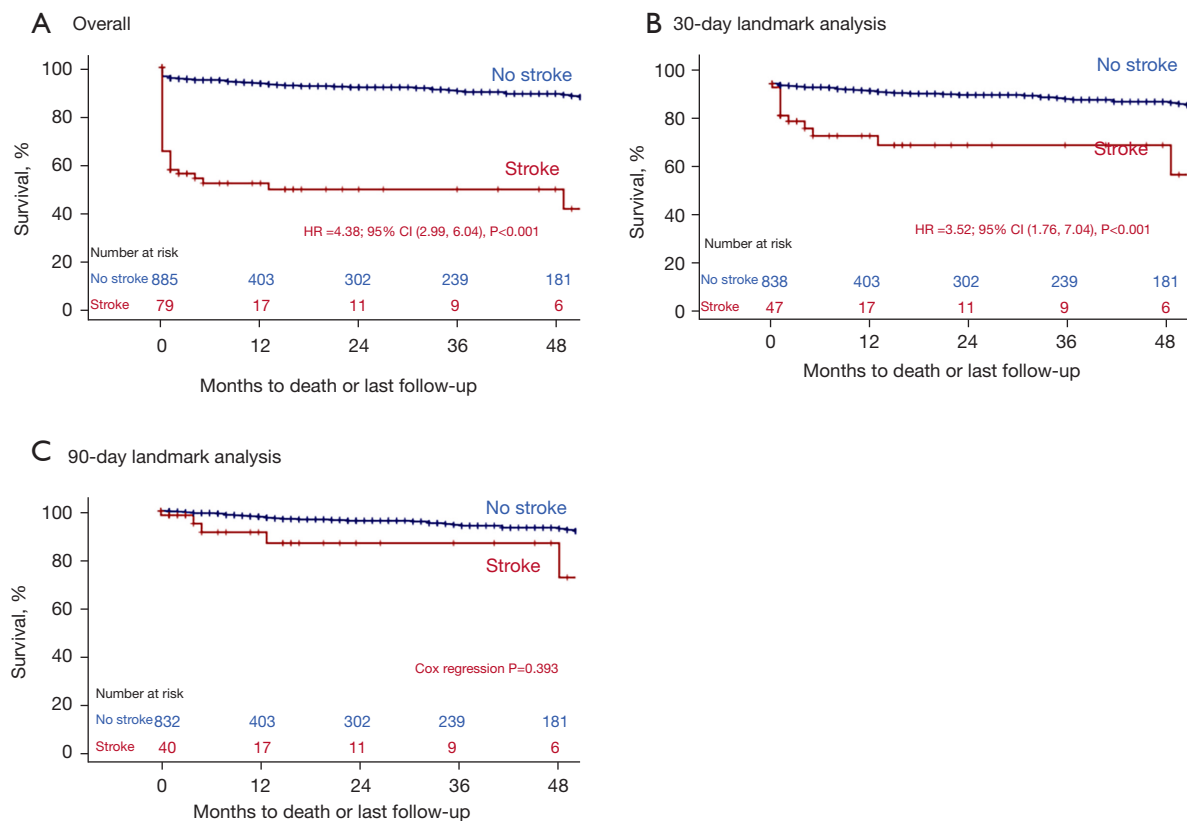 A Overall
100
80
60
40
20
0
Survival, %
No stroke
Stroke
HR =4.38; 95% CI (2.99, 6.04), P<0.001
Number at risk
No stroke 885 403 302 239 181
Stroke 79 17 11 9 6
0 12 24 36 48
Months to death or last follow-up
B 30-day landmark analysis
100
80
60
40
20
0
Survival, %
No stroke
Stroke
HR =3.52; 95% CI (1.76, 7.04), P<0.001
Number at risk
No stroke 838 403 302 239 181
Stroke 47 17 11 9 6
0 12 24 36 48
Months to death or last follow-up
C 90-day landmark analysis
100
80
60
40
20
0
Survival, %
No stroke
Stroke
Cox regression P=0.393
Number at risk
No stroke 832 403 302 239 181
Stroke 40 17 11 9 6
0 12 24 36 48
Months to death or last follow-up